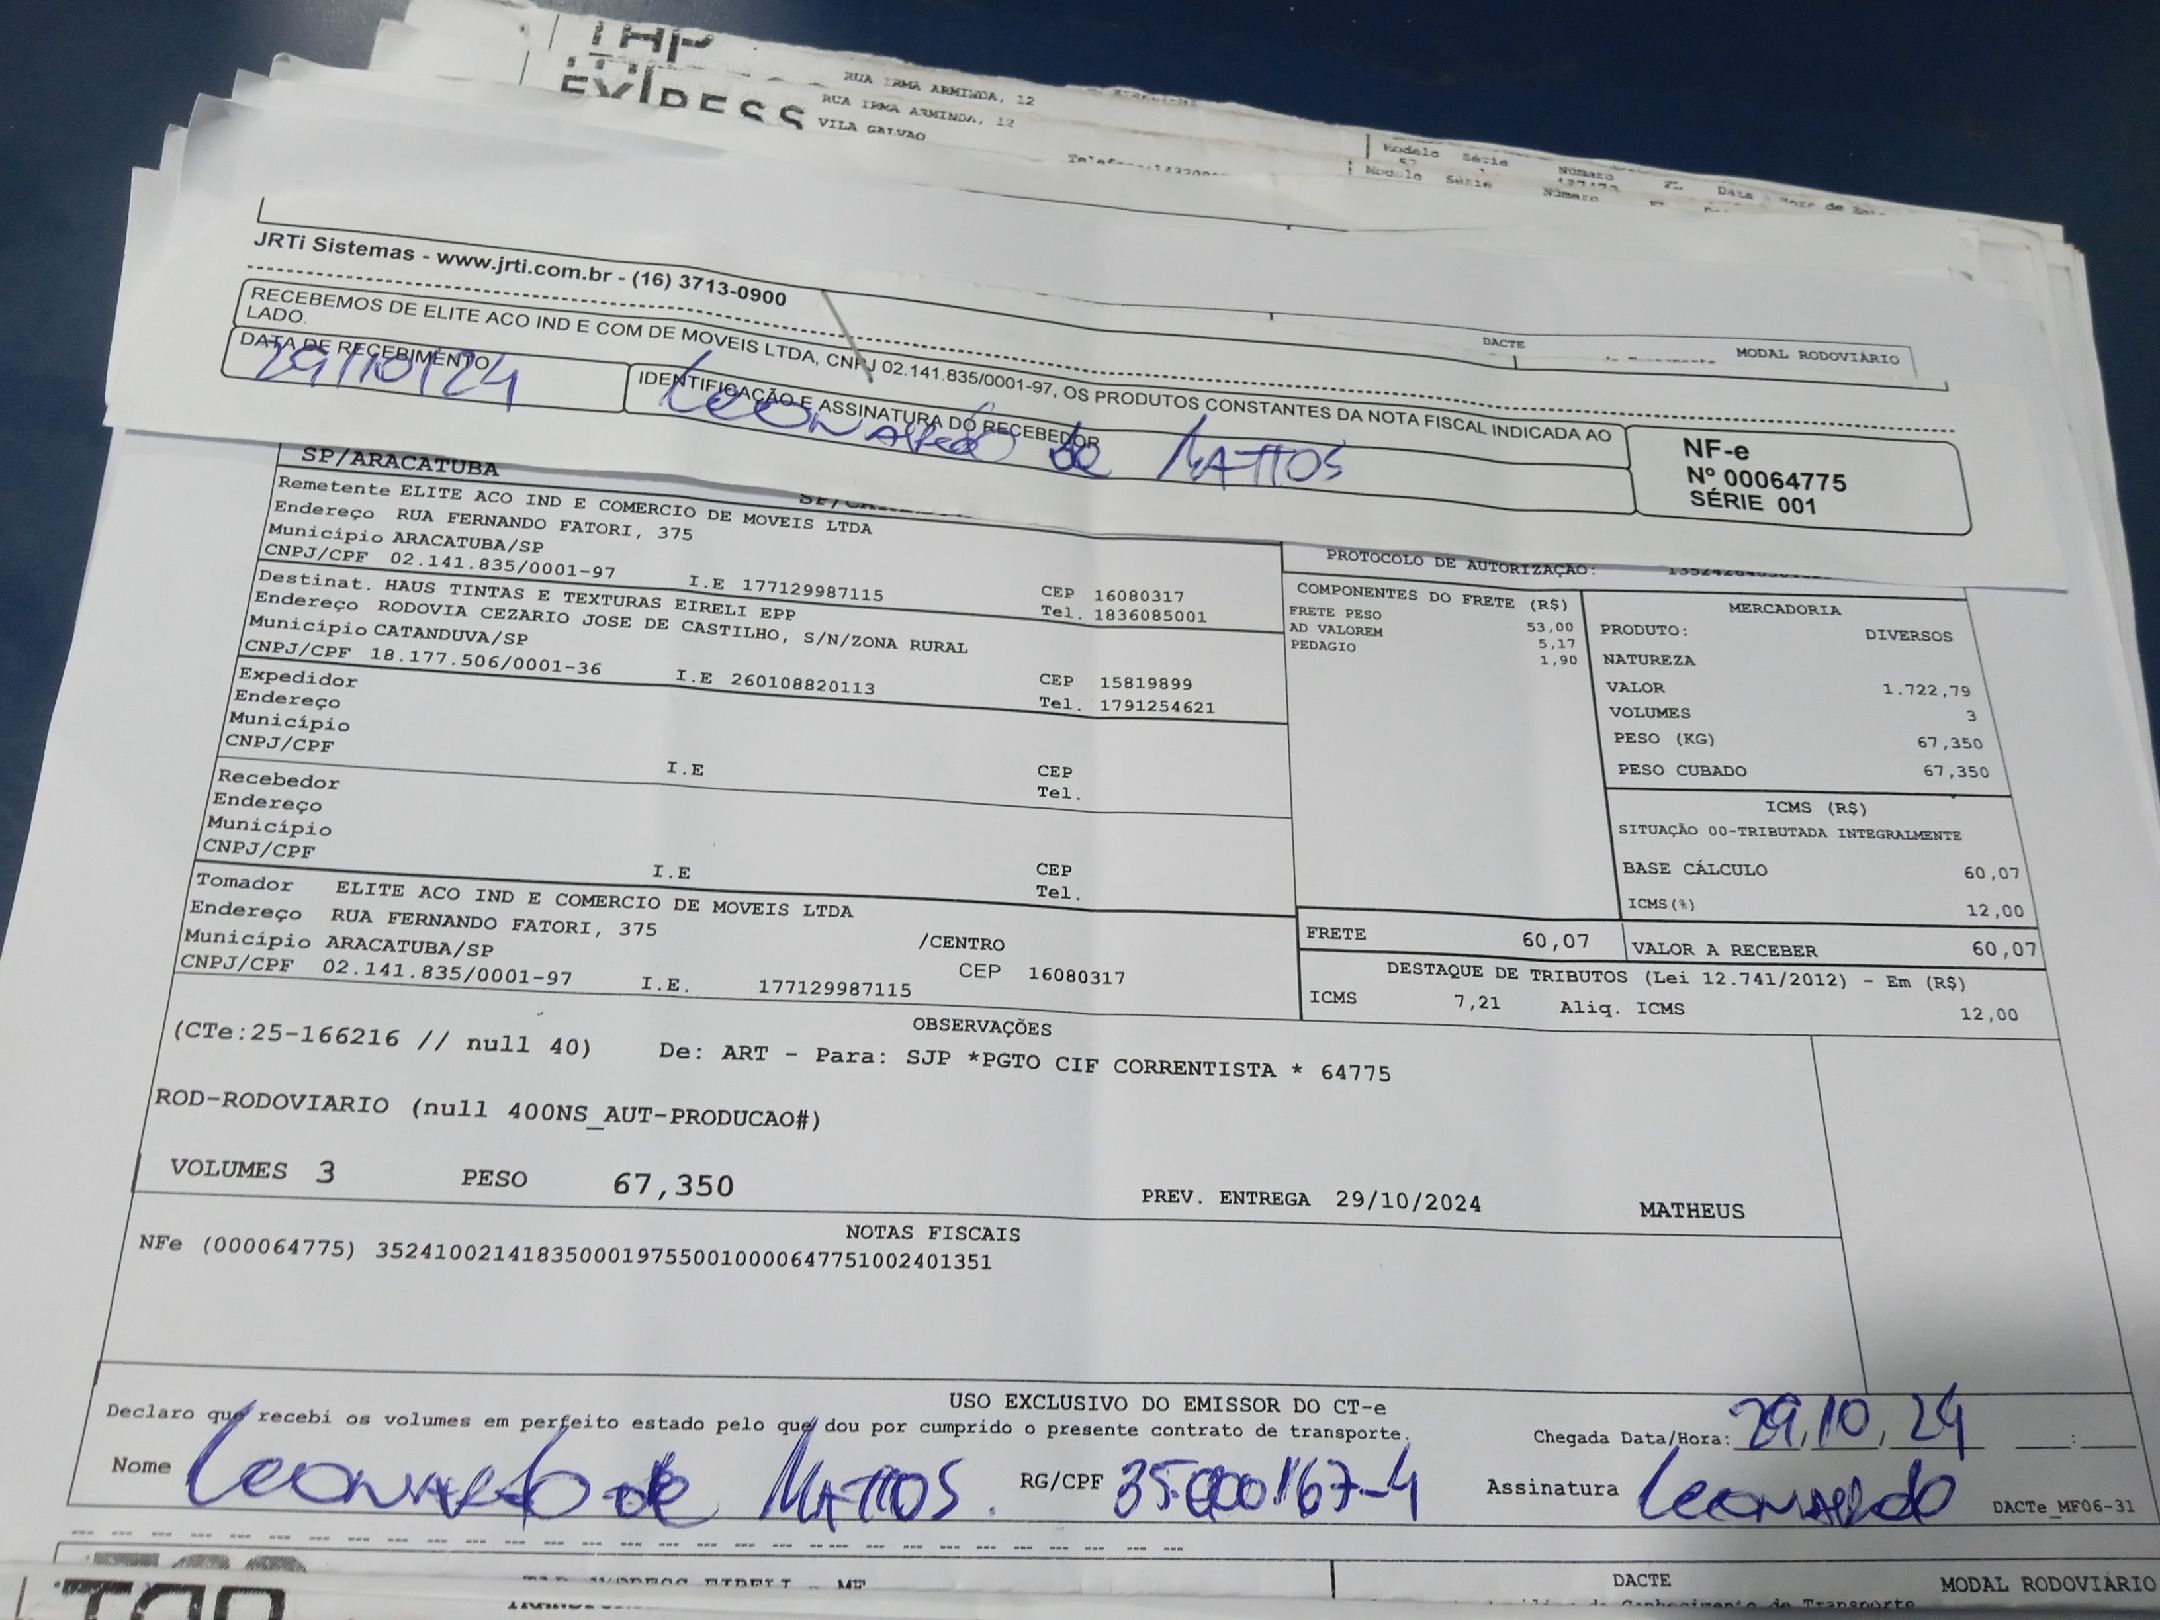 EXPRESS
RUA IRMA ARMINDA, 12
RUA IRMA ARMINDA, 12
VILA GALVAO
Modelo Série Número FL Data Hora de
Modelo Série Número
JRTi Sistemas - www.jrti.com.br - (16) 3713-0900
DACTE MODAL RODOVIÁRIO
RECEBEMOS DE ELITE ACO IND E COM DE MOVEIS LTDA, CNPJ 02.141.835/0001-97, OS PRODUTOS CONSTANTES DA NOTA FISCAL INDICADA AO
LADO.
DATA DE RECEBIMENTO
29/10/24
IDENTIFICAÇÃO E ASSINATURA DO RECEBEDOR
Leonardo de Mattos
NF-e
Nº 00064775
SÉRIE 001
SP/ARACATUBA
Remetente ELITE ACO IND E COMERCIO DE MOVEIS LTDA
Endereço RUA FERNANDO FATORI, 375
Município ARACATUBA/SP CEP 16080317
CNPJ/CPF 02.141.835/0001-97 I.E 177129987115 Tel. 1836085001
Destinat. HAUS TINTAS E TEXTURAS EIRELI EPP
Endereço RODOVIA CEZARIO JOSE DE CASTILHO, S/N/ZONA RURAL
Município CATANDUVA/SP CEP 15819899
CNPJ/CPF 18.177.506/0001-36 I.E 260108820113 Tel. 1791254621
Expedidor
Endereço
Município CEP
CNPJ/CPF I.E Tel.
Recebedor
Endereço
Município CEP
CNPJ/CPF I.E Tel.
Tomador ELITE ACO IND E COMERCIO DE MOVEIS LTDA
Endereço RUA FERNANDO FATORI, 375 /CENTRO
Município ARACATUBA/SP CEP 16080317
CNPJ/CPF 02.141.835/0001-97 I.E. 177129987115
PROTOCOLO DE AUTORIZAÇÃO:
COMPONENTES DO FRETE (R$)
FRETE PESO 53,00
AD VALOREM 5,17
PEDAGIO 1,90
MERCADORIA
PRODUTO: DIVERSOS
NATUREZA
VALOR 1.722,79
VOLUMES 3
PESO (KG) 67,350
PESO CUBADO 67,350
ICMS (R$)
SITUAÇÃO 00-TRIBUTADA INTEGRALMENTE
BASE CÁLCULO 60,07
ICMS(%) 12,00
FRETE 60,07 VALOR A RECEBER 60,07
DESTAQUE DE TRIBUTOS (Lei 12.741/2012) - Em (R$)
ICMS 7,21 Aliq. ICMS 12,00
OBSERVAÇÕES
(CTe:25-166216 // null 40) De: ART - Para: SJP *PGTO CIF CORRENTISTA * 64775
ROD-RODOVIARIO (null 400NS_AUT-PRODUCAO#)
VOLUMES 3 PESO 67,350 PREV. ENTREGA 29/10/2024 MATHEUS
NOTAS FISCAIS
NFe (000064775) 35241002141835000197550010000647751002401351
USO EXCLUSIVO DO EMISSOR DO CT-e
Declaro que recebi os volumes em perfeito estado pelo que dou por cumprido o presente contrato de transporte. Chegada Data/Hora: 29/10/24 :
Nome Leonardo de Mattos. RG/CPF Assinatura Leonardo DACTe_MF06-31
DACTE MODAL RODOVIÁRIO